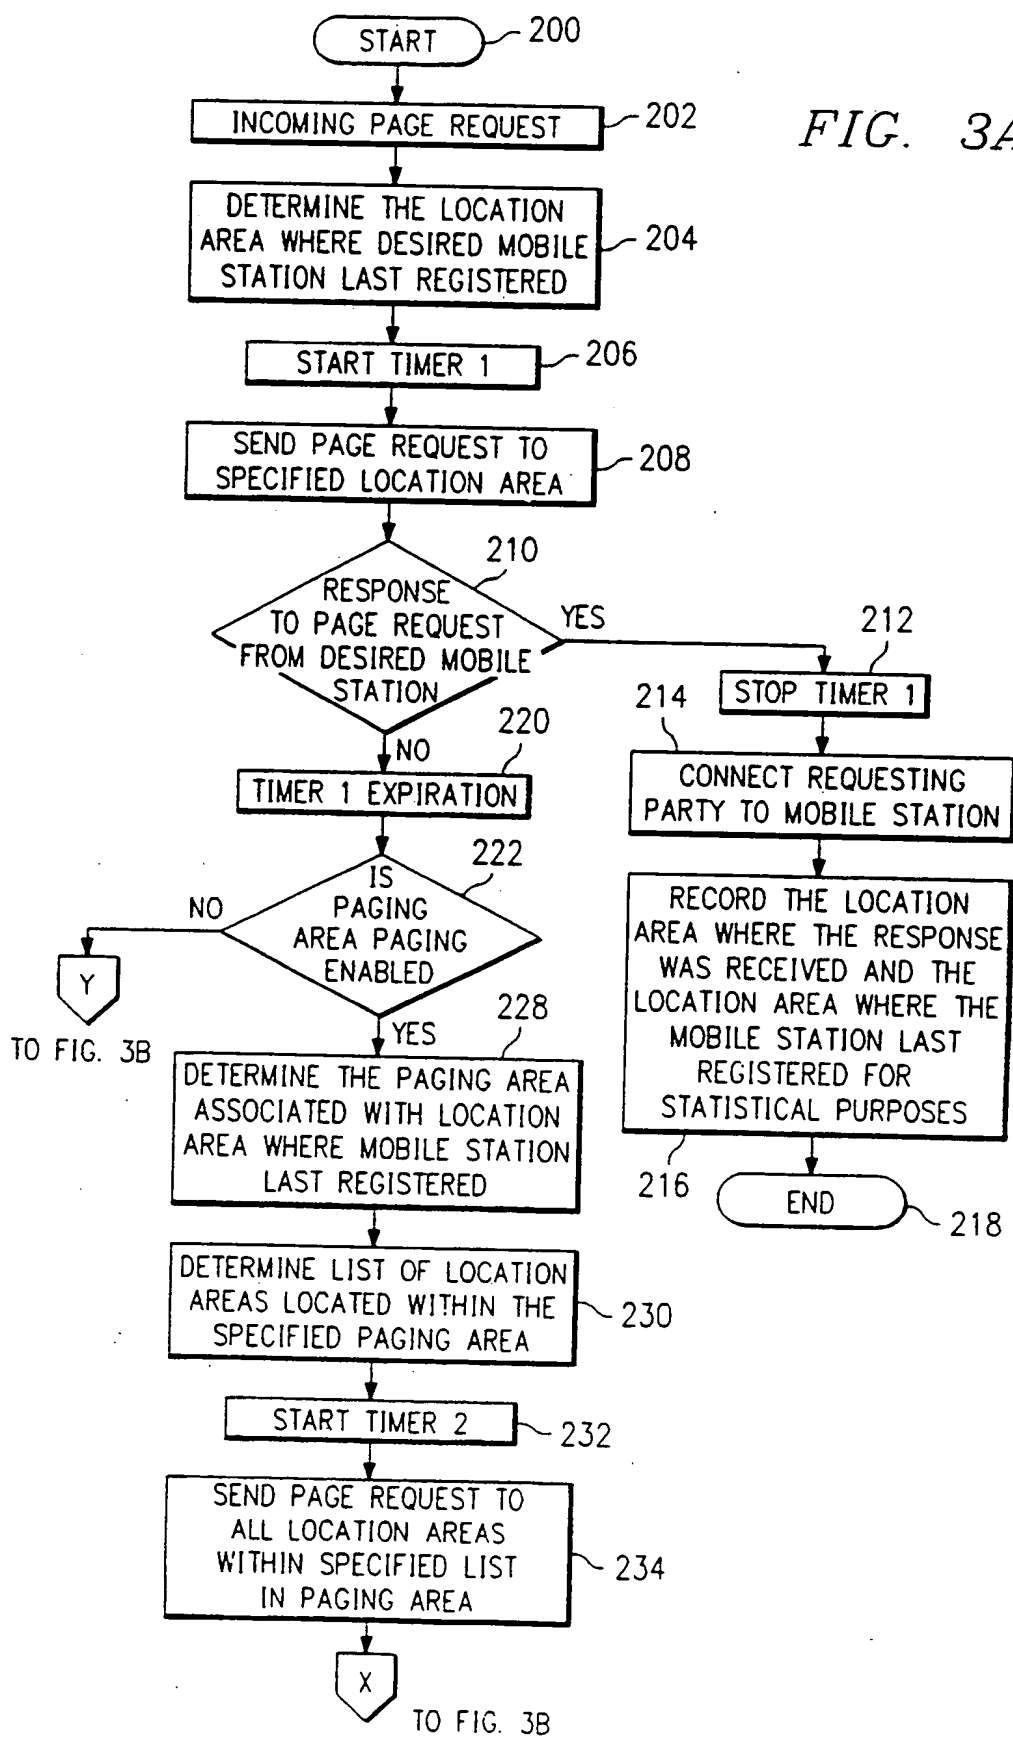 START
200
INCOMING PAGE REQUEST
202
FIG. 3A
DETERMINE THE LOCATION
AREA WHERE DESIRED MOBILE
STATION LAST REGISTERED
204
START TIMER 1
206
SEND PAGE REQUEST TO
SPECIFIED LOCATION AREA
208
210
RESPONSE
TO PAGE REQUEST
FROM DESIRED MOBILE
STATION
YES
212
STOP TIMER 1
214
CONNECT REQUESTING
PARTY TO MOBILE STATION
RECORD THE LOCATION
AREA WHERE THE RESPONSE
WAS RECEIVED AND THE
LOCATION AREA WHERE THE
MOBILE STATION LAST
REGISTERED FOR
STATISTICAL PURPOSES
216
END
218
NO
220
TIMER 1 EXPIRATION
222
IS
PAGING
AREA PAGING
ENABLED
NO
Y
TO FIG. 3B
YES
228
DETERMINE THE PAGING AREA
ASSOCIATED WITH LOCATION
AREA WHERE MOBILE STATION
LAST REGISTERED
DETERMINE LIST OF LOCATION
AREAS LOCATED WITHIN THE
SPECIFIED PAGING AREA
230
START TIMER 2
232
SEND PAGE REQUEST TO
ALL LOCATION AREAS
WITHIN SPECIFIED LIST
IN PAGING AREA
234
X
TO FIG. 3B